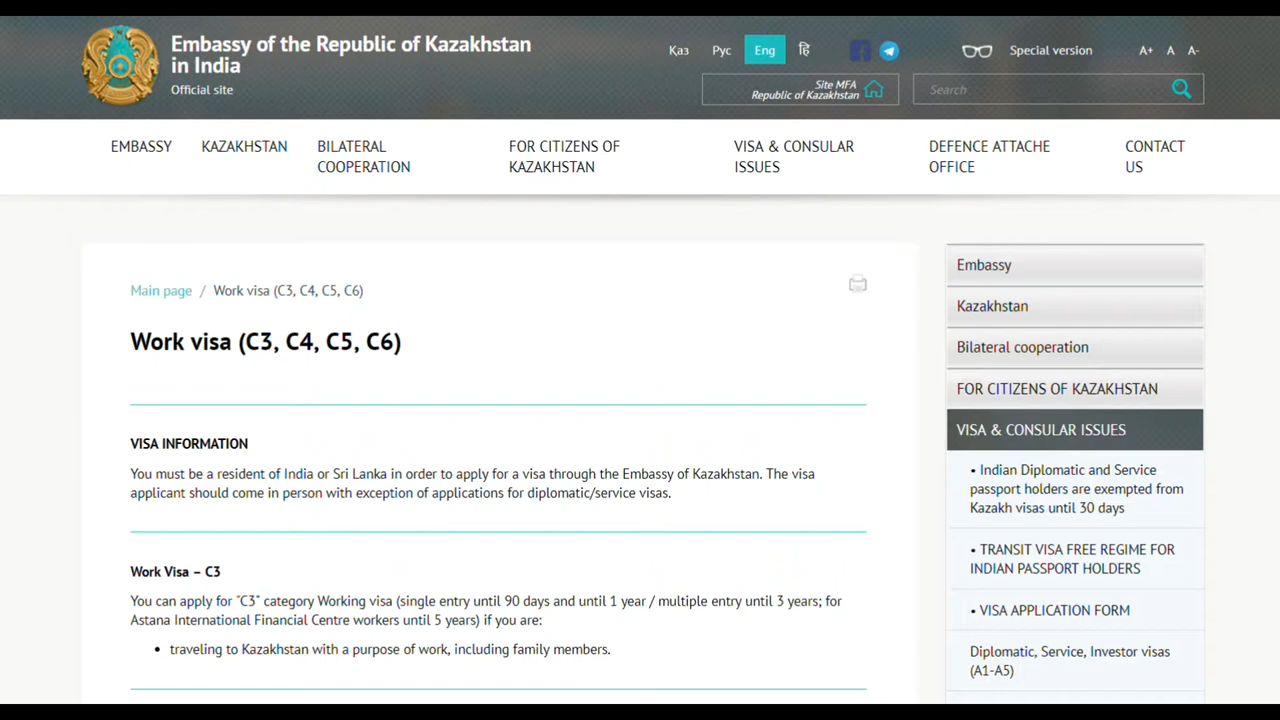 Embassy of the Republic of Kazakhstan
in India
Official site
Қаз Рус Eng हि
Special version A+ A A-
Site MFA
Republic of Kazakhstan
Search
EMBASSY
KAZAKHSTAN
BILATERAL
COOPERATION
FOR CITIZENS OF
KAZAKHSTAN
VISA & CONSULAR
ISSUES
DEFENCE ATTACHE
OFFICE
CONTACT
US
Main page / Work visa (C3, C4, C5, C6)
Work visa (C3, C4, C5, C6)
VISA INFORMATION
You must be a resident of India or Sri Lanka in order to apply for a visa through the Embassy of Kazakhstan. The visa
applicant should come in person with exception of applications for diplomatic/service visas.
Work Visa – C3
You can apply for "C3" category Working visa (single entry until 90 days and until 1 year / multiple entry until 3 years; for
Astana International Financial Centre workers until 5 years) if you are:
• traveling to Kazakhstan with a purpose of work, including family members.
Embassy
Kazakhstan
Bilateral cooperation
FOR CITIZENS OF KAZAKHSTAN
VISA & CONSULAR ISSUES
• Indian Diplomatic and Service
passport holders are exempted from
Kazakh visas until 30 days
• TRANSIT VISA FREE REGIME FOR
INDIAN PASSPORT HOLDERS
• VISA APPLICATION FORM
Diplomatic, Service, Investor visas
(A1-A5)